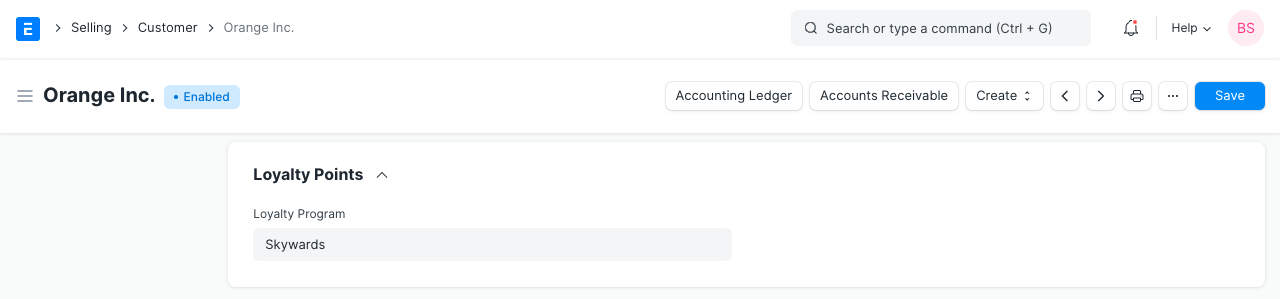 E Selling Customer Orange Inc. Search or type a command (Ctrl + G) Help BS
Orange Inc. • Enabled Accounting Ledger Accounts Receivable Create ... Save
Loyalty Points
Loyalty Program
Skywards